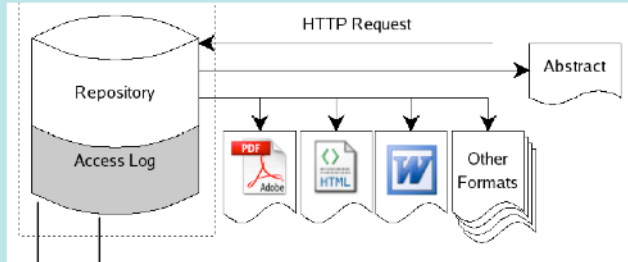 HTTP Request
Abstract
Repository
Access Log
PDF
Adobe
<>
HTML
W
Other
Formats